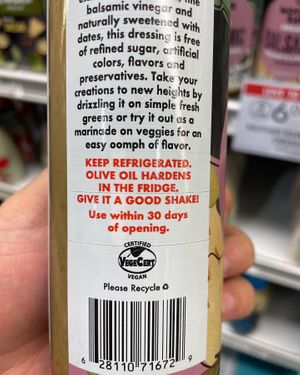 balsamic vinegar and
naturally sweetened with
dates, this dressing is free
of refined sugar, artificial
colors, flavors and
preservatives. Take your
creations to new heights by
drizzling it on simple fresh
greens or try it out as a
marinade on veggies for an
easy oomph of flavor.
KEEP REFRIGERATED.
OLIVE OIL HARDENS
IN THE FRIDGE.
GIVE IT A GOOD SHAKE!
Use within 30 days
of opening.
CERTIFIED
VEGECERT
VEGAN
Please Recycle
6 28110 71672 9